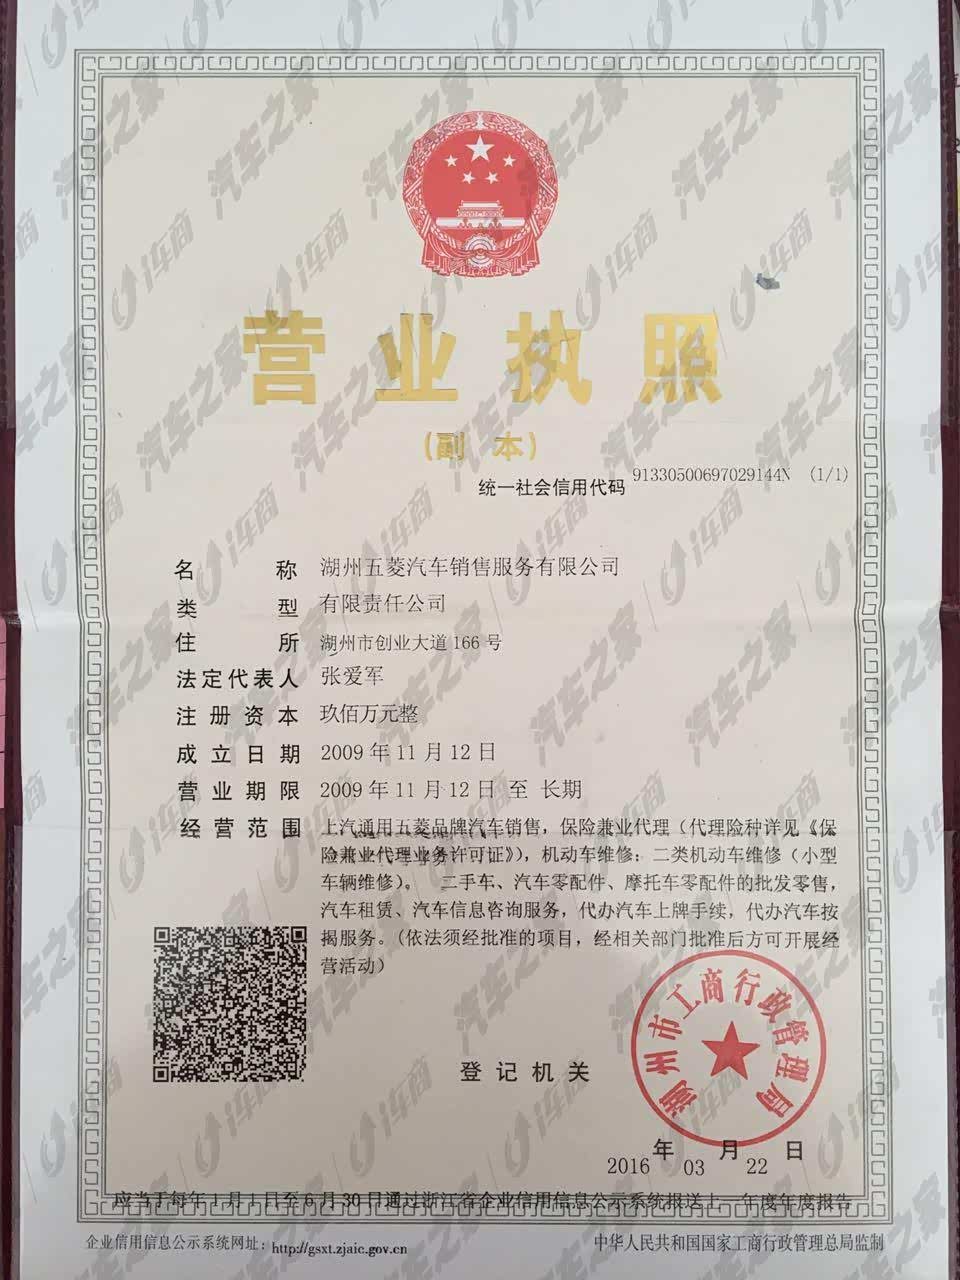 营业执照
(副本)
统一社会信用代码 91330500697029144N (1/1)
名称 湖州五菱汽车销售服务有限公司
类型 有限责任公司
住所 湖州市创业大道166号
法定代表人 张爱军
注册资本 玖佰万元整
成立日期 2009年11月12日
营业期限 2009年11月12日至长期
经营范围 上汽通用五菱品牌汽车销售，保险兼业代理（代理险种详见《保
险兼业代理业务许可证》），机动车维修：二类机动车维修（小型
车辆维修）。 二手车、汽车零配件、摩托车零配件的批发零售，
汽车租赁、汽车信息咨询服务，代办汽车上牌手续，代办汽车按
揭服务。（依法须经批准的项目，经相关部门批准后方可开展经
营活动）
湖州市工商行政管理局
登记机关
2016年03月22日
应当于每年1月1日至6月30日通过浙江省企业信用信息公示系统报送上一年度年度报告
企业信用信息公示系统网址：http://gsxt.zjaic.gov.cn
中华人民共和国国家工商行政管理总局监制
汽车之家 | i车商